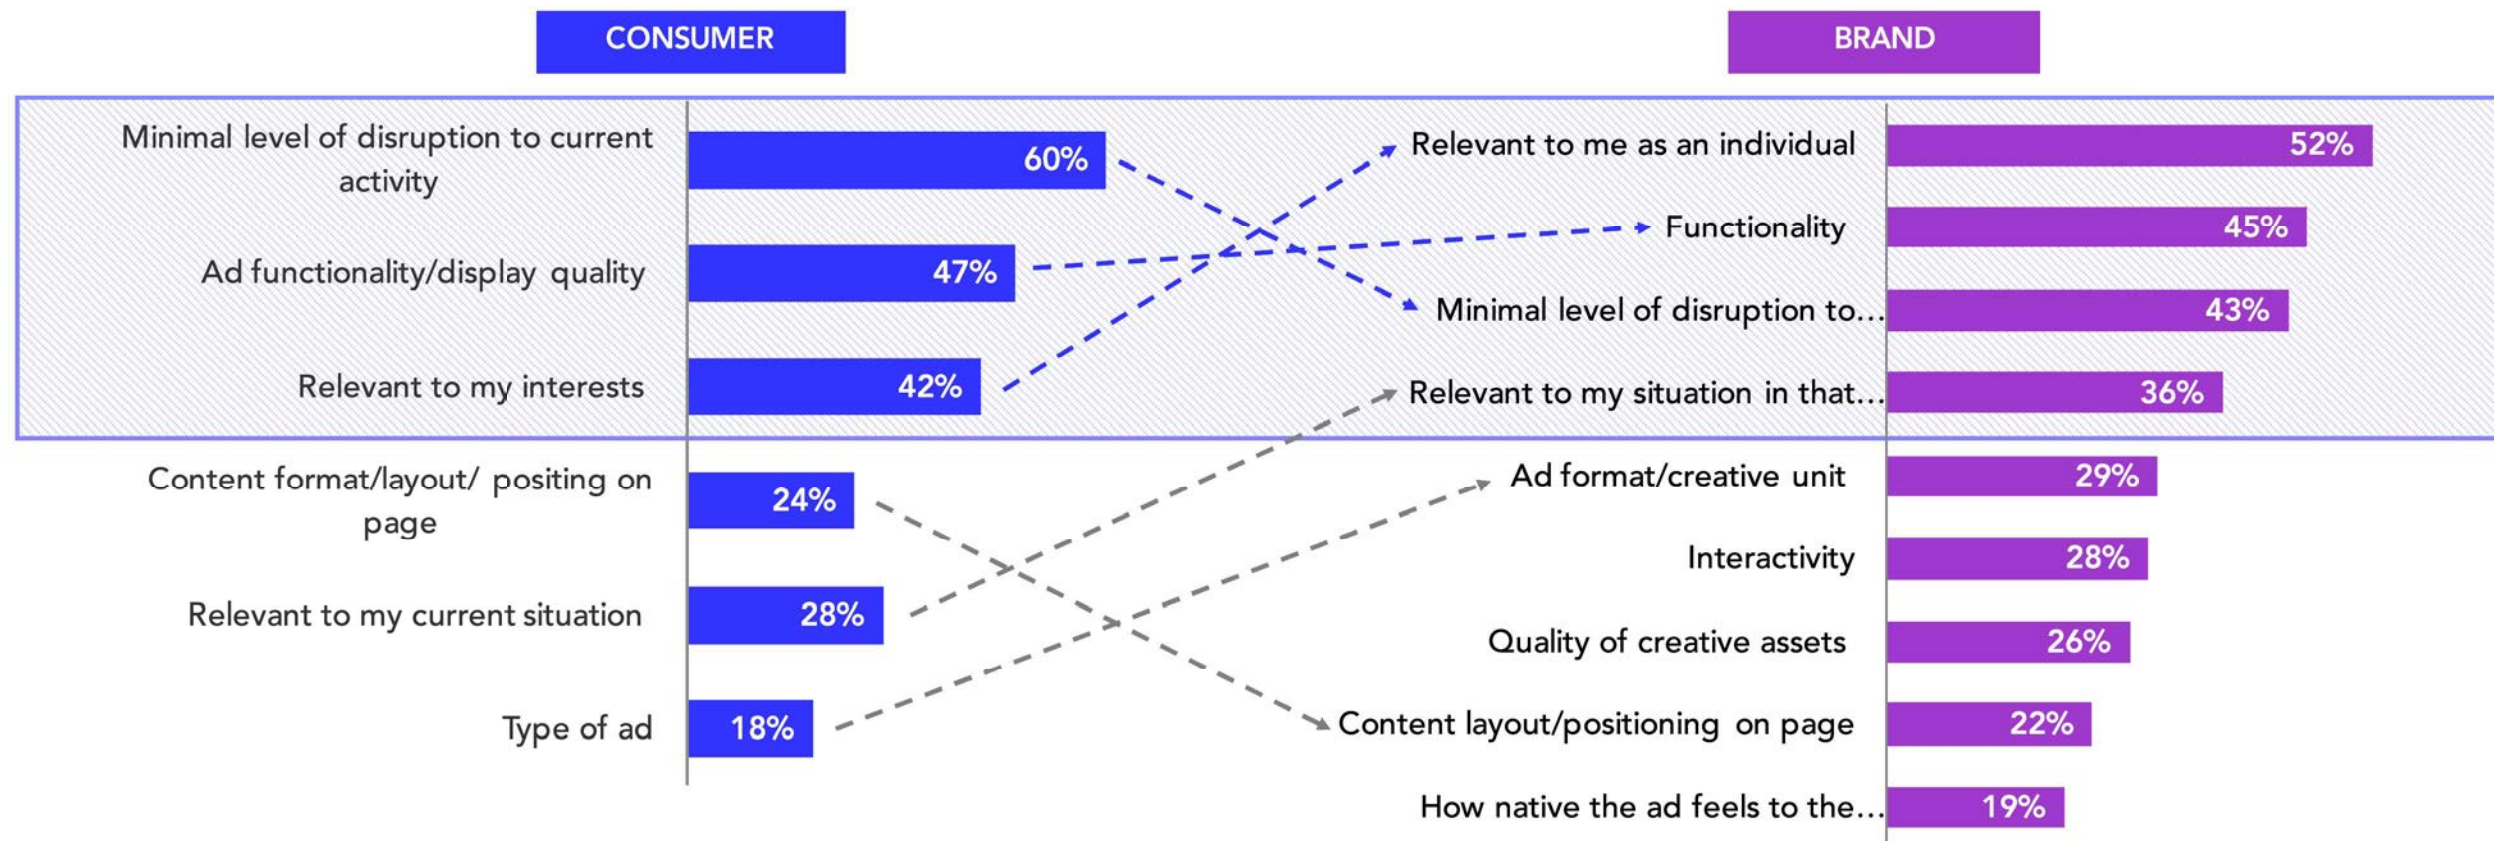 CONSUMER
Minimal level of disruption to current
activity
60%
Ad functionality/display quality
47%
Relevant to my interests
42%
Content format/layout/ positing on
page
24%
Relevant to my current situation
28%
Type of ad
18%
BRAND
Relevant to me as an individual
52%
Functionality
45%
Minimal level of disruption to...
43%
Relevant to my situation in that...
36%
Ad format/creative unit
29%
Interactivity
28%
Quality of creative assets
26%
Content layout/positioning on page
22%
How native the ad feels to the...
19%